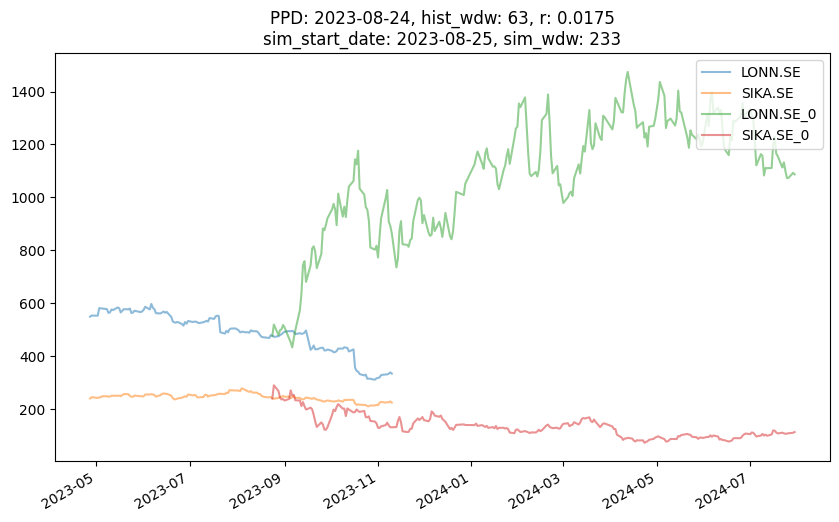 PPD: 2023-08-24, hist_wdw: 63, r: 0.0175
sim_start_date: 2023-08-25, sim_wdw: 233
LONN.SE
SIKA.SE
LONN.SE_0
SIKA.SE_0
1400
1200
1000
800
600
400
200
2023-05
2023-07
2023-09
2023-11
2024-01
2024-03
2024-05
2024-07